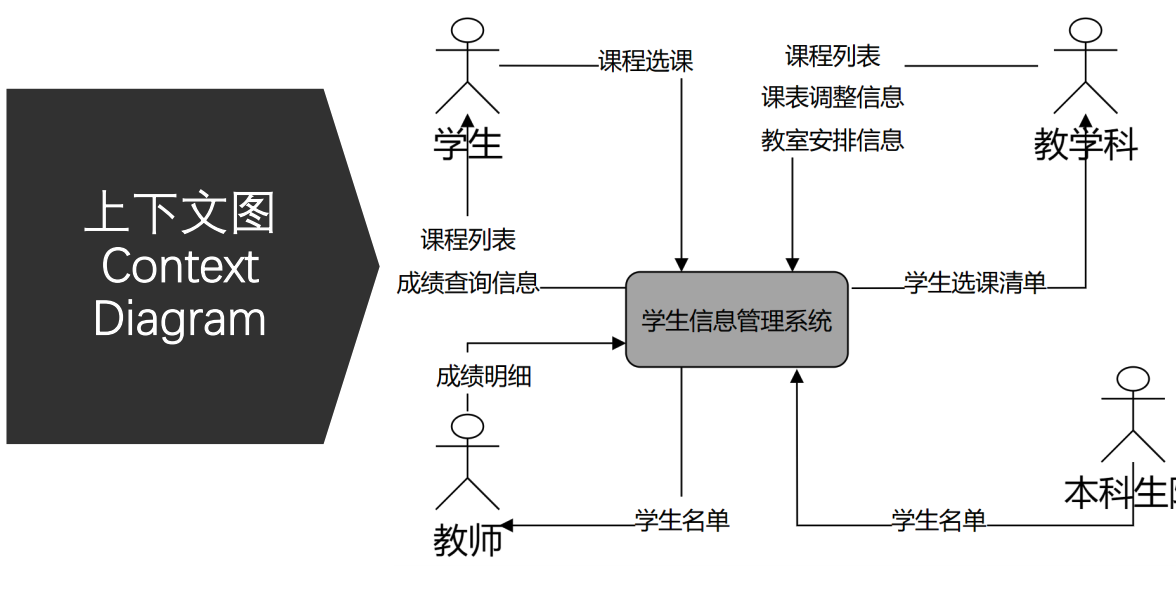 上下文图
Context
Diagram
学生
课程选课
课程列表
课表调整信息
教室安排信息
教学科
课程列表
成绩查询信息
学生信息管理系统
学生选课清单
成绩明细
教师
学生名单
学生名单
本科生